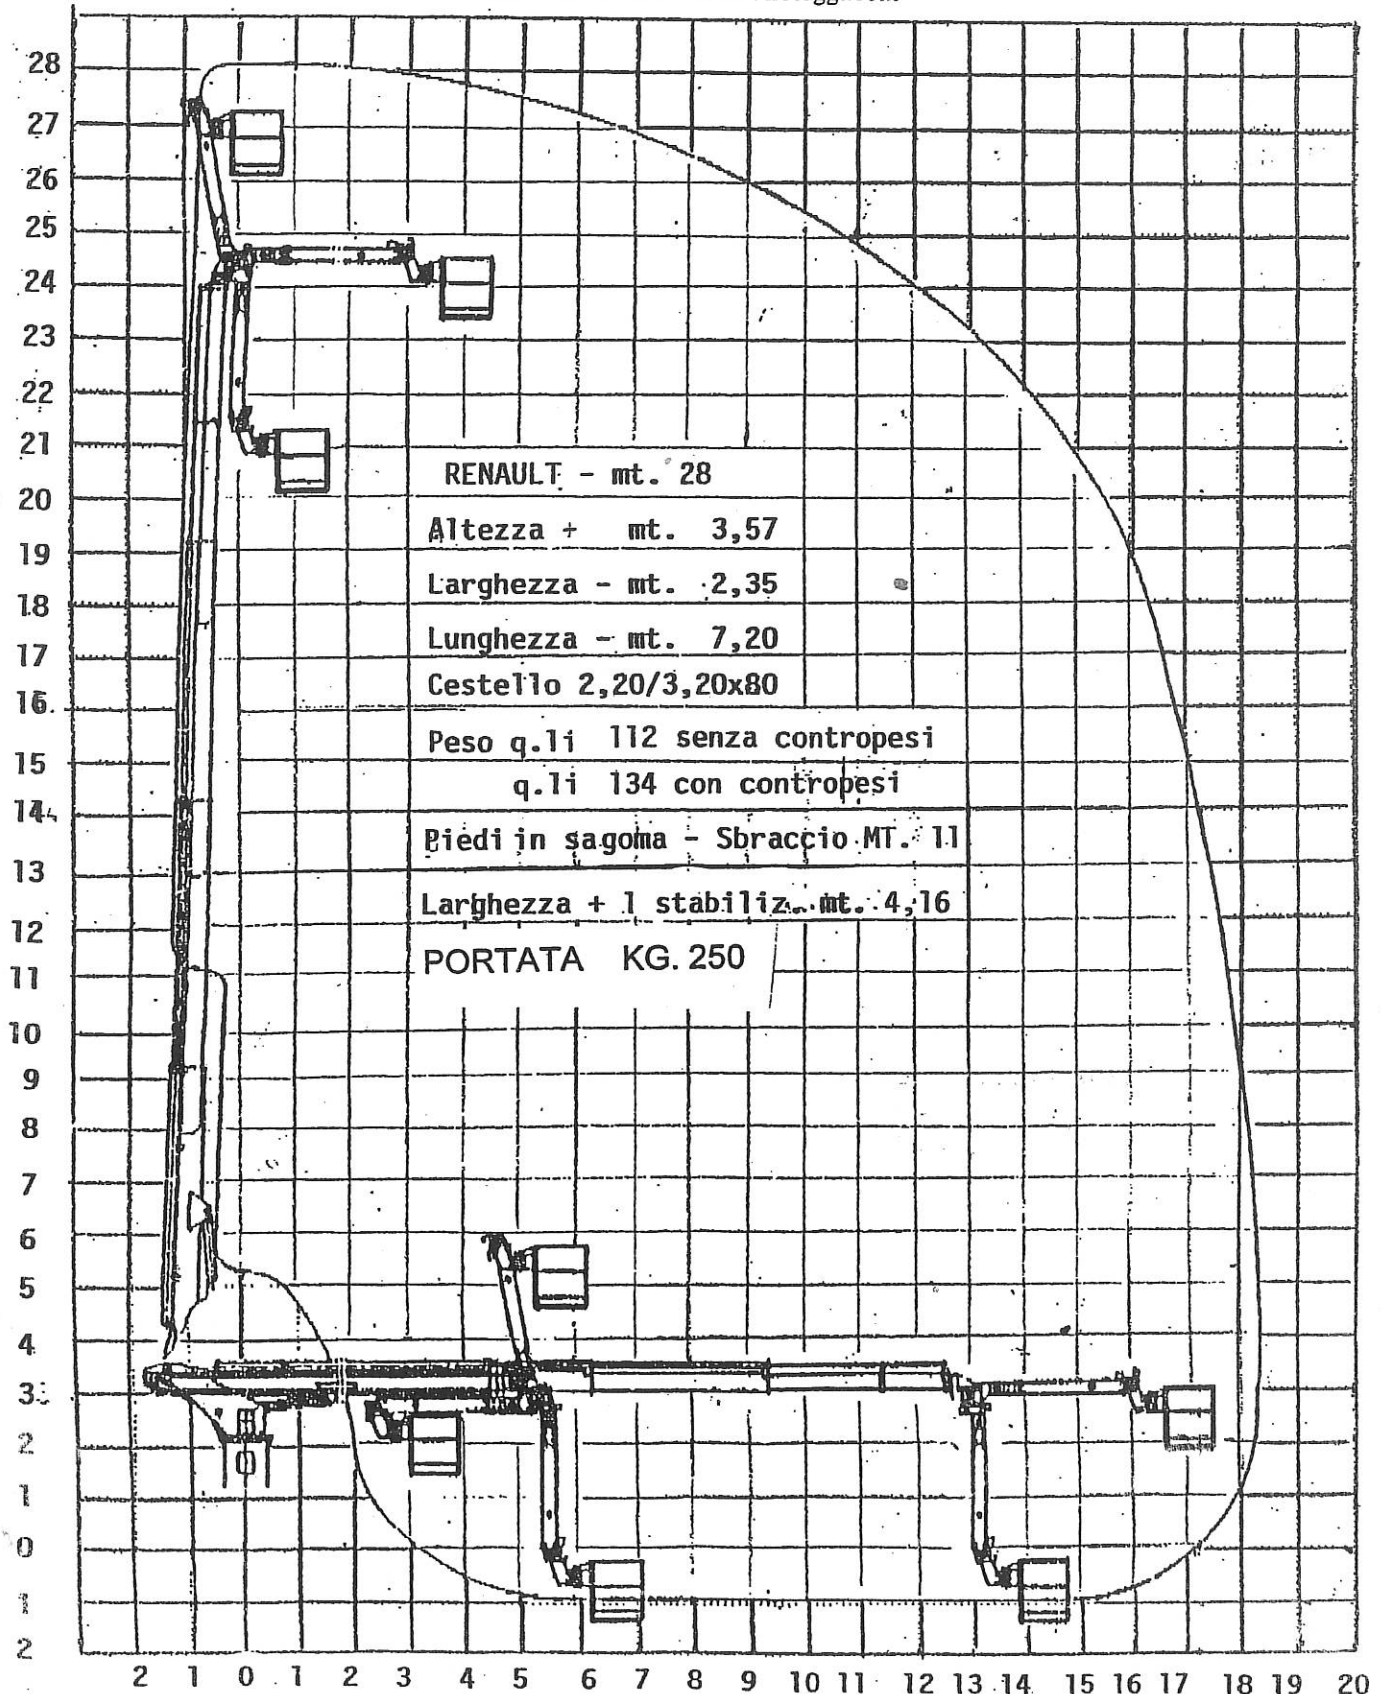 28
27
26
25
24
23
22
21
20
19
18
17
16
15
14
13
12
11
10
9
8
7
6
5
4
3
2
1
0
1
2
RENAULT - mt. 28
Altezza + mt. 3,57
Larghezza - mt. 2,35
Lunghezza - mt. 7,20
Cestello 2,20/3,20x80
Peso q.li 112 senza contropesi
q.li 134 con contropesi
Piedi in sagoma - Sbraccio MT. 11
Larghezza + 1 stabiliz. mt. 4,16
PORTATA KG. 250
2 1 0 1 2 3 4 5 6 7 8 9 10 11 12 13 14 15 16 17 18 19 20